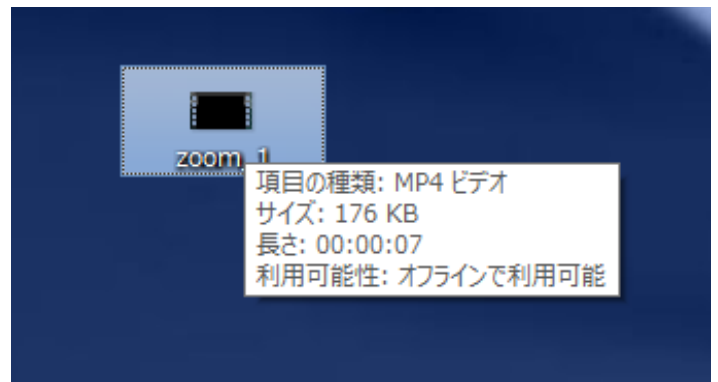 zoom_1
項目の種類: MP4 ビデオ
サイズ: 176 KB
長さ: 00:00:07
利用可能性: オフラインで利用可能